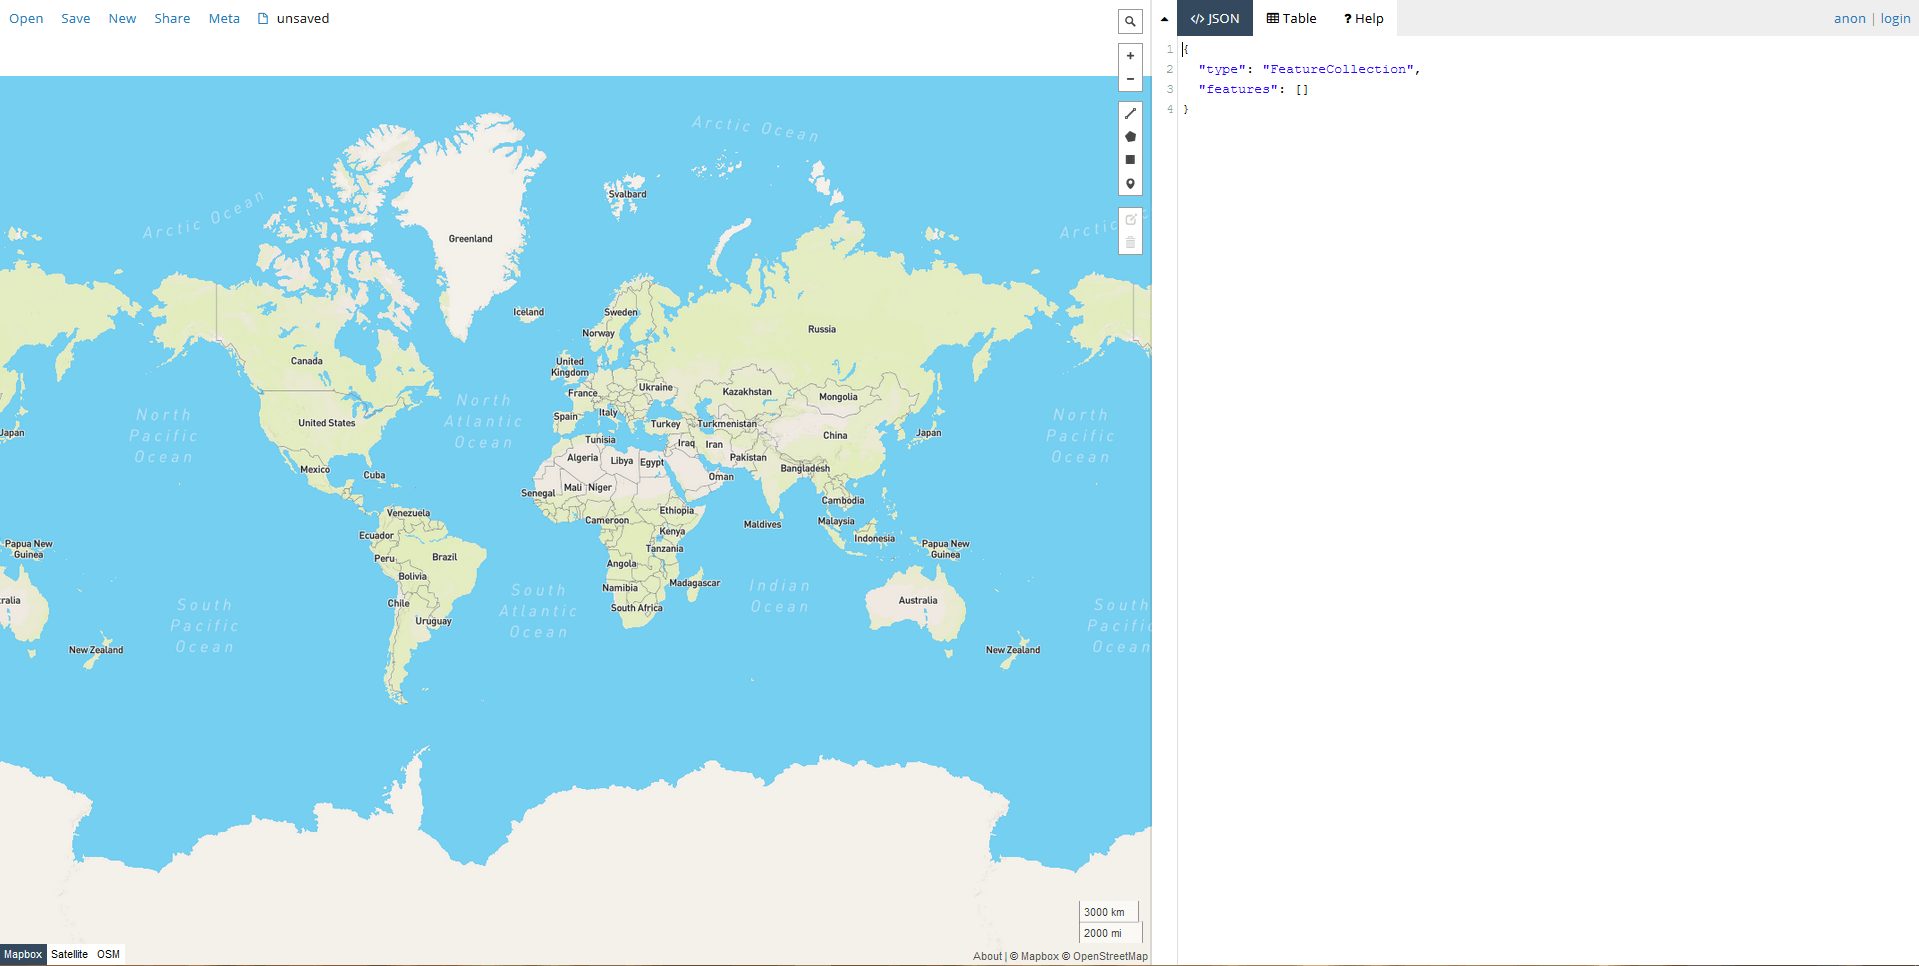 Open Save New Share Meta unsaved
</> JSON Table ? Help
anon | login
1 {
2 "type": "FeatureCollection",
3 "features": []
4 }
+
−
Arctic Ocean
Svalbard
Arctic Ocean
Arctic
Greenland
Iceland
Sweden
Russia
Norway
Canada
United
Kingdom
Ukraine
France
Kazakhstan
Mongolia
North
Atlantic
Ocean
Italy
Spain
North
Pacific
Ocean
North
Pacific
Ocean
United States
Turkey
Turkmenistan
Japan
Japan
China
Tunisia
Iraq
Iran
Algeria
Libya
Egypt
Pakistan
Bangladesh
Mexico
Cuba
Oman
Mali
Niger
Senegal
Cambodia
Venezuela
Ethiopia
Cameroon
Maldives
Malaysia
Ecuador
Kenya
Indonesia
Papua New
Guinea
Papua New
Guinea
Tanzania
Peru
Brazil
Angola
Bolivia
Namibia
Madagascar
Indian
Ocean
South
Atlantic
Ocean
ralia
Australia
Chile
South Africa
South
Pacific
Ocean
South
Pacific
Ocean
Uruguay
New Zealand
New Zealand
3000 km
2000 mi
Mapbox Satellite OSM
About | © Mapbox © OpenStreetMap